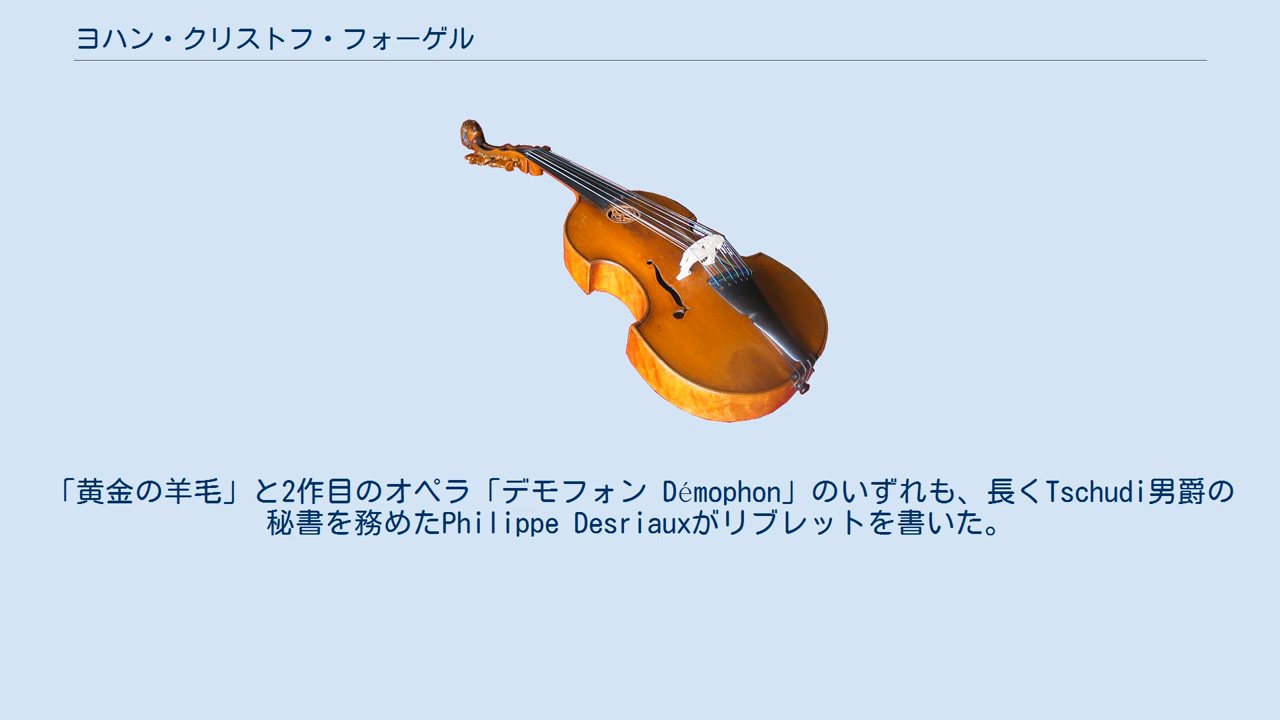 ヨハン・クリストフ・フォーゲル
「黄金の羊毛」と2作目のオペラ「デモフォン Démophon」のいずれも、長くTschudi男爵の
秘書を務めたPhilippe Desriauxがリブレットを書いた。